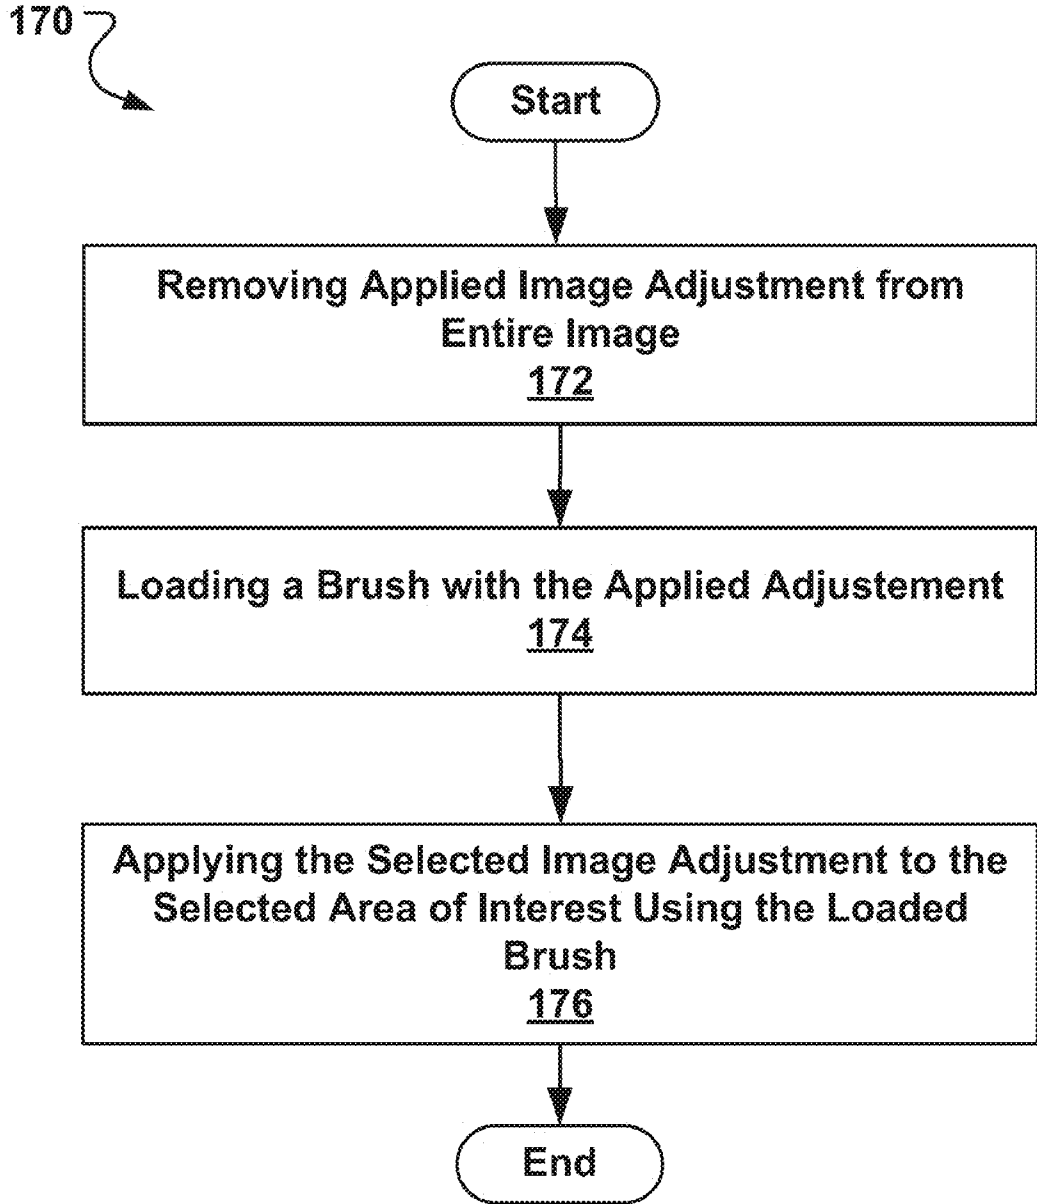 170
Start
Removing Applied Image Adjustment from
Entire Image
172
Loading a Brush with the Applied Adjustement
174
Applying the Selected Image Adjustment to the
Selected Area of Interest Using the Loaded
Brush
176
End